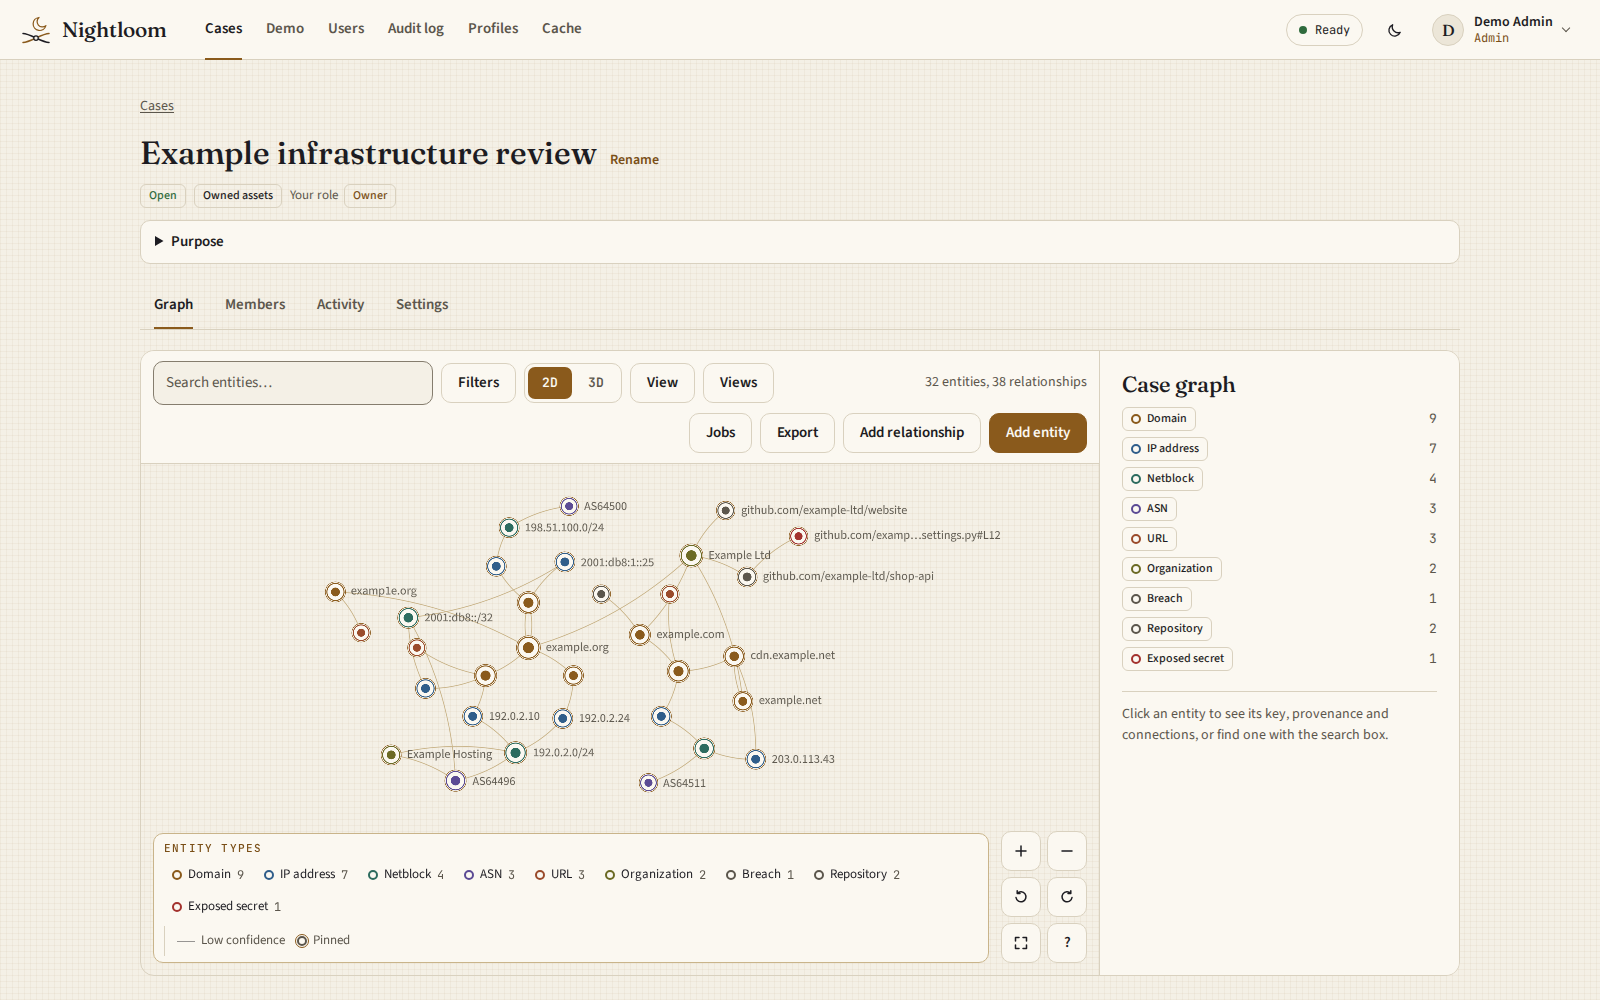 Nightloom
Cases Demo Users Audit log Profiles Cache
Ready
D
Demo Admin
Admin
Cases
Example infrastructure review Rename
Open Owned assets Your role Owner
Purpose
Graph Members Activity Settings
Search entities… Filters 2D 3D View Views 32 entities, 38 relationships
Jobs Export Add relationship Add entity
AS64500
198.51.100.0/24
github.com/example-ltd/website
github.com/examp…settings.py#L12
2001:db8:1::25
Example Ltd
github.com/example-ltd/shop-api
examp1e.org
2001:db8::/32
example.org
example.com
cdn.example.net
example.net
192.0.2.10
192.0.2.24
Example Hosting
192.0.2.0/24
203.0.113.43
AS64496
AS64511
ENTITY TYPES
Domain 9 IP address 7 Netblock 4 ASN 3 URL 3 Organization 2 Breach 1 Repository 2
Exposed secret 1
Low confidence Pinned
?
Case graph
Domain 9
IP address 7
Netblock 4
ASN 3
URL 3
Organization 2
Breach 1
Repository 2
Exposed secret 1
Click an entity to see its key, provenance and
connections, or find one with the search box.